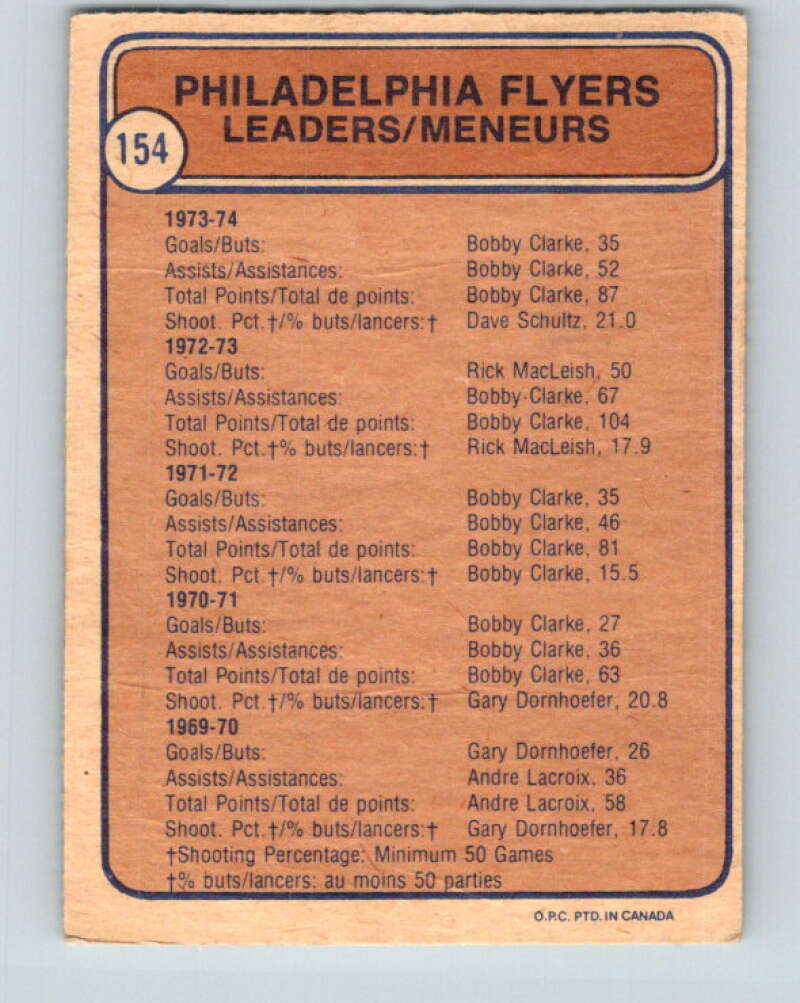 PHILADELPHIA FLYERS
LEADERS/MENEURS
154
1973-74
Goals/Buts: Bobby Clarke, 35
Assists/Assistances: Bobby Clarke, 52
Total Points/Total de points: Bobby Clarke, 87
Shoot. Pct.†/% buts/lancers:† Dave Schultz, 21.0
1972-73
Goals/Buts: Rick MacLeish, 50
Assists/Assistances: Bobby Clarke, 67
Total Points/Total de points: Bobby Clarke, 104
Shoot. Pct.†% buts/lancers:† Rick MacLeish, 17.9
1971-72
Goals/Buts: Bobby Clarke, 35
Assists/Assistances: Bobby Clarke, 46
Total Points/Total de points: Bobby Clarke, 81
Shoot. Pct.†/% buts/lancers:† Bobby Clarke, 15.5
1970-71
Goals/Buts: Bobby Clarke, 27
Assists/Assistances: Bobby Clarke, 36
Total Points/Total de points: Bobby Clarke, 63
Shoot. Pct.†/% buts/lancers:† Gary Dornhoefer, 20.8
1969-70
Goals/Buts: Gary Dornhoefer, 26
Assists/Assistances: Andre Lacroix, 36
Total Points/Total de points: Andre Lacroix, 58
Shoot. Pct.†/% buts/lancers:† Gary Dornhoefer, 17.8
†Shooting Percentage: Minimum 50 Games
†% buts/lancers: au moins 50 parties
O.P.C. PTD. IN CANADA